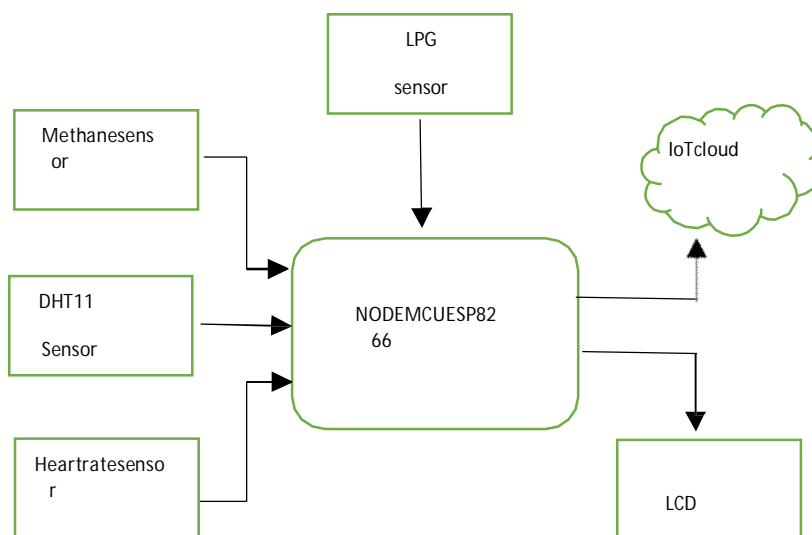 LPG
sensor
Methanesens
or
IoTcloud
DHT11
Sensor
NODEMCUESP82
66
Heartratesenso
r
LCD